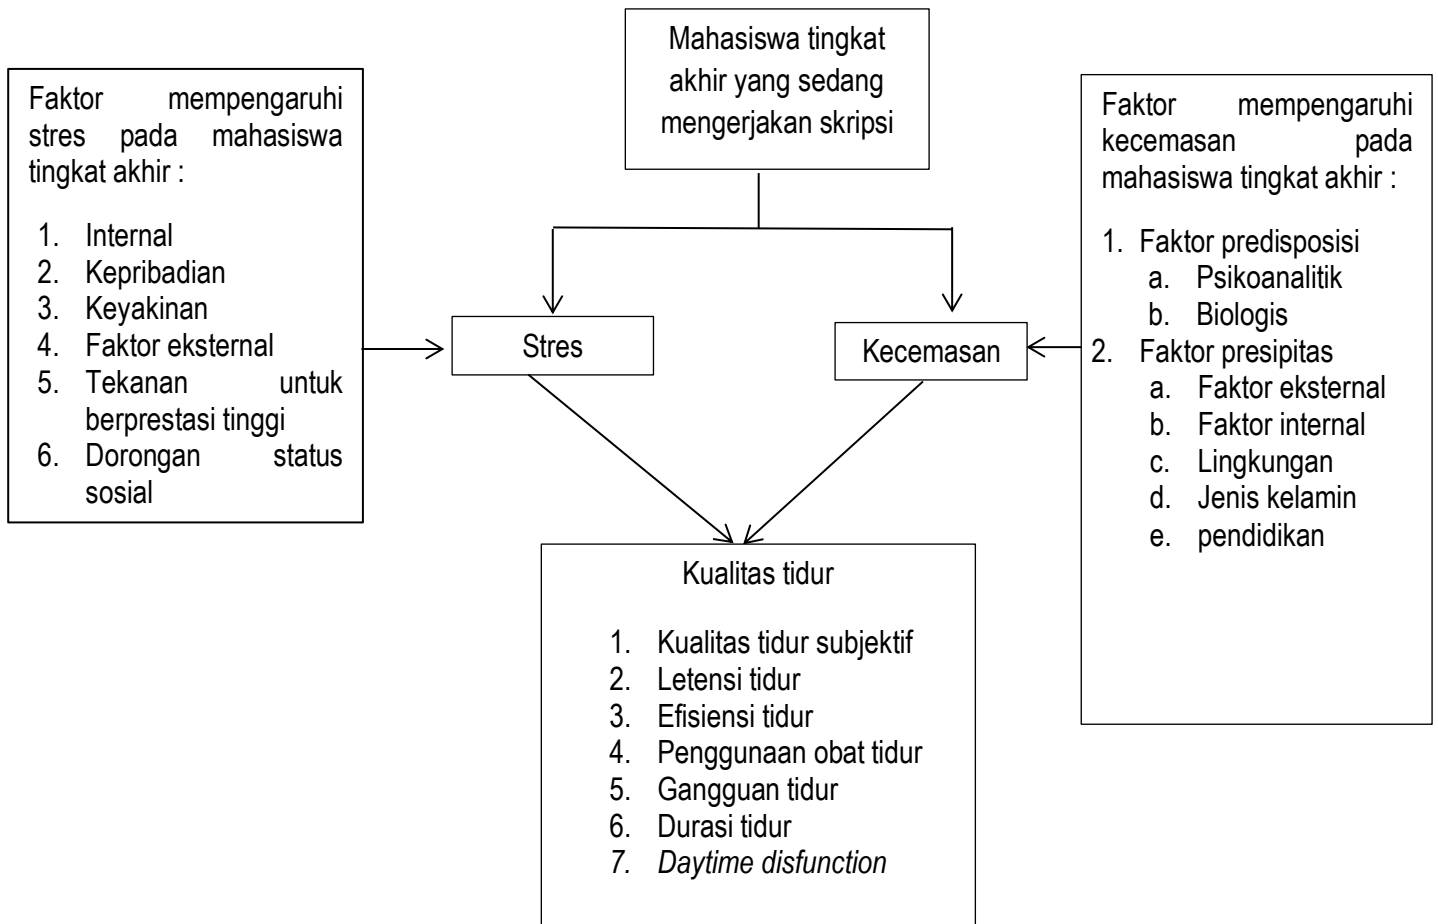 Mahasiswa tingkat
akhir yang sedang
mengerjakan skripsi
Faktor mempengaruhi
stres pada mahasiswa
tingkat akhir :
1. Internal
2. Kepribadian
3. Keyakinan
4. Faktor eksternal
5. Tekanan untuk
berprestasi tinggi
6. Dorongan status
sosial
Faktor mempengaruhi
kecemasan pada
mahasiswa tingkat akhir :
1. Faktor predisposisi
a. Psikoanalitik
b. Biologis
2. Faktor presipitas
a. Faktor eksternal
b. Faktor internal
c. Lingkungan
d. Jenis kelamin
e. pendidikan
Stres
Kecemasan
Kualitas tidur
1. Kualitas tidur subjektif
2. Letensi tidur
3. Efisiensi tidur
4. Penggunaan obat tidur
5. Gangguan tidur
6. Durasi tidur
7. Daytime disfunction